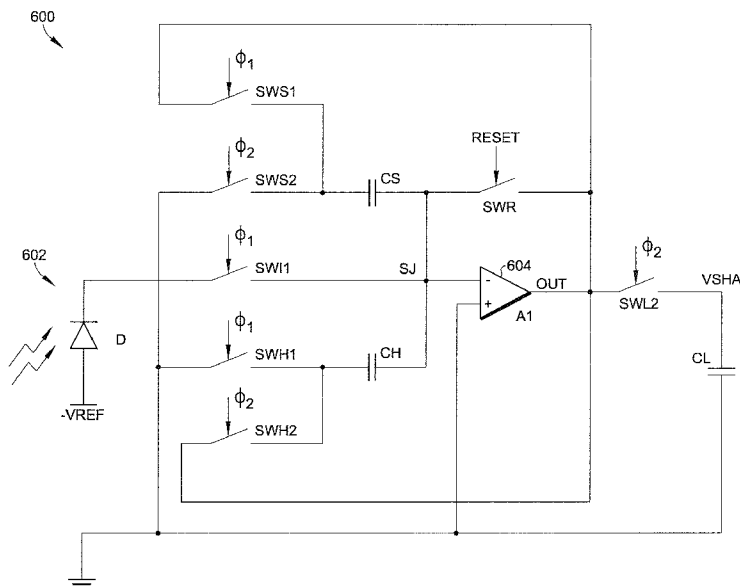 600
ϕ1
SWS1
ϕ2
SWS2
CS
RESET
SWR
602
ϕ1
SWI1
SJ
604
-
+
A1
OUT
ϕ2
SWL2
VSHA
D
-VREF
ϕ1
SWH1
CH
CL
ϕ2
SWH2